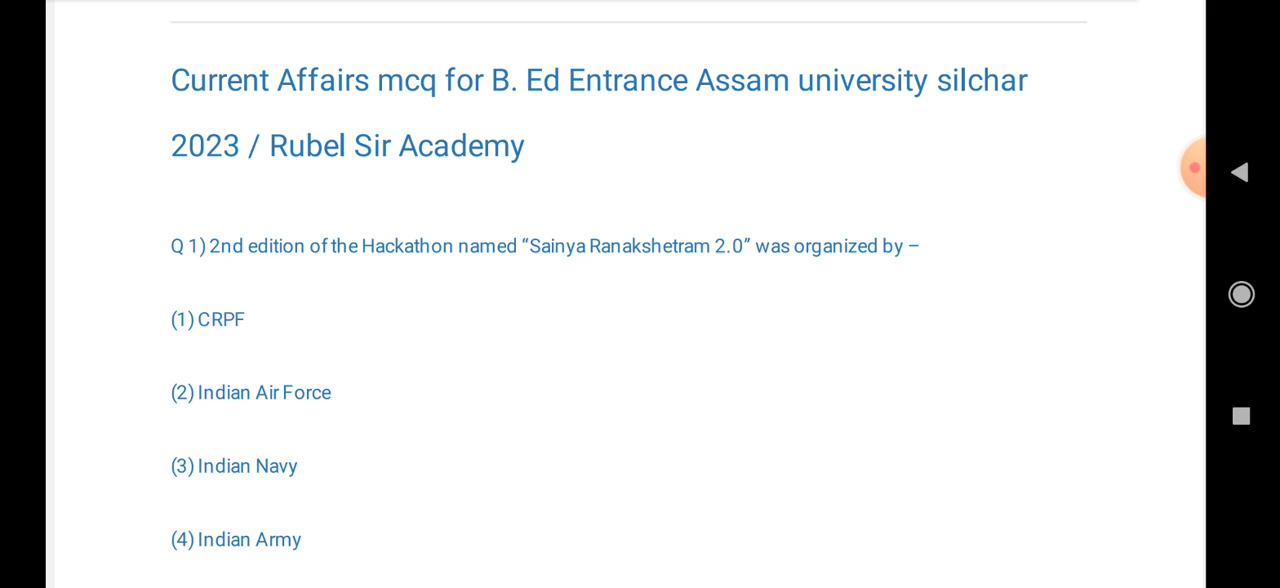 Current Affairs mcq for B. Ed Entrance Assam university silchar
2023 / Rubel Sir Academy
Q 1) 2nd edition of the Hackathon named “Sainya Ranakshetram 2.0” was organized by –
(1) CRPF
(2) Indian Air Force
(3) Indian Navy
(4) Indian Army